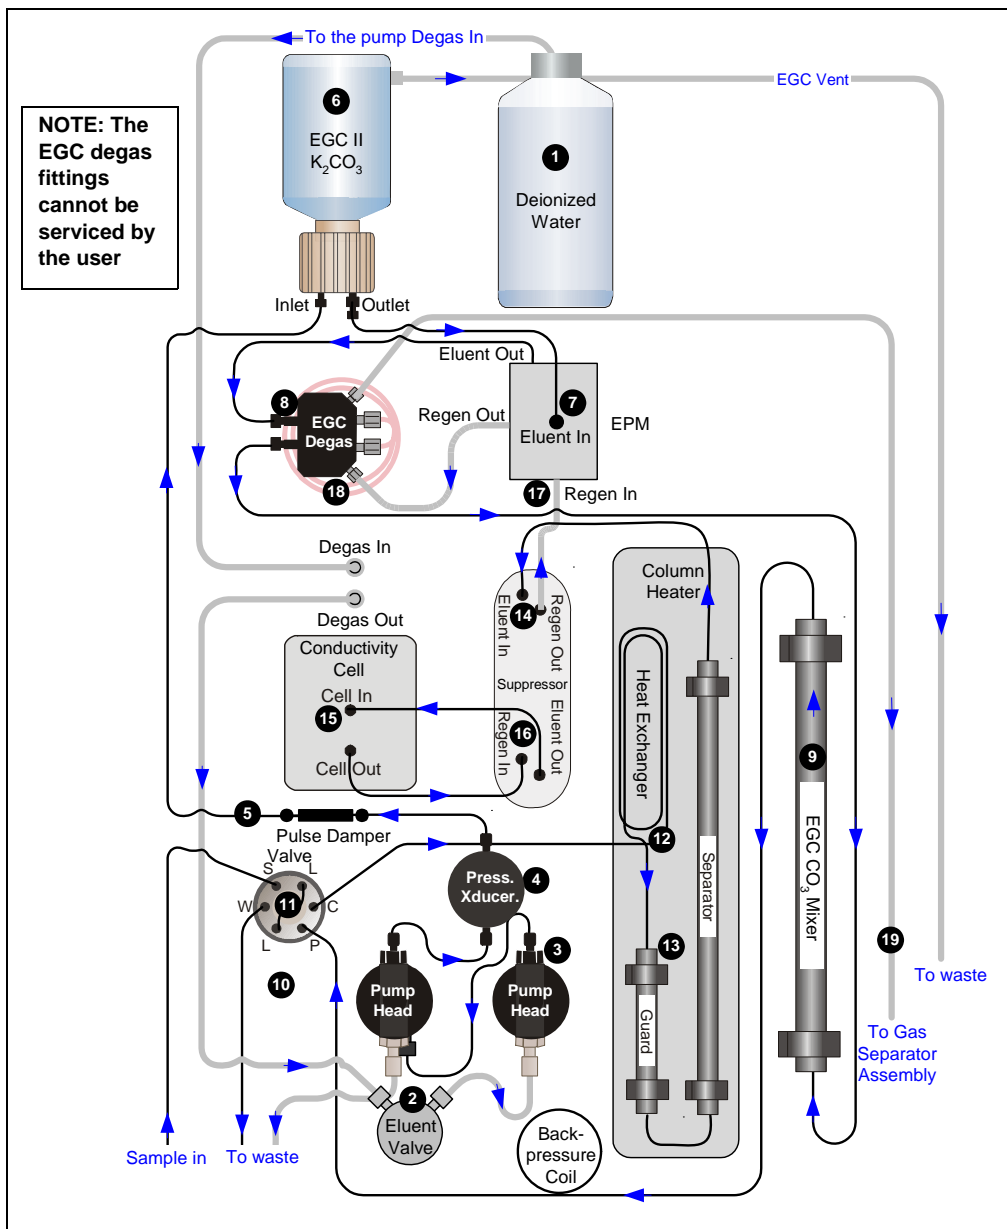 To the pump Degas In
EGC Vent
NOTE: The
EGC degas
fittings
cannot be
serviced by
the user
6
EGC II
K2CO3
1
Deionized
Water
Inlet
Outlet
Eluent Out
8
EGC
Degas
18
Regen Out
7
Eluent In
EPM
17
Regen In
Degas In
Degas Out
Conductivity
Cell
Cell In
15
Cell Out
Eluent In
14
Regen Out
Suppressor
Regen In
16
Eluent Out
Column
Heater
Heat Exchanger
12
Separator
13
Guard
9
EGC CO3 Mixer
5
Pulse Damper
Valve
S
L
W
11
C
L
P
10
Press.
Xducer.
4
3
Pump
Head
Pump
Head
2
Eluent
Valve
Back-
pressure
Coil
19
To waste
To Gas
Separator
Assembly
Sample in
To waste